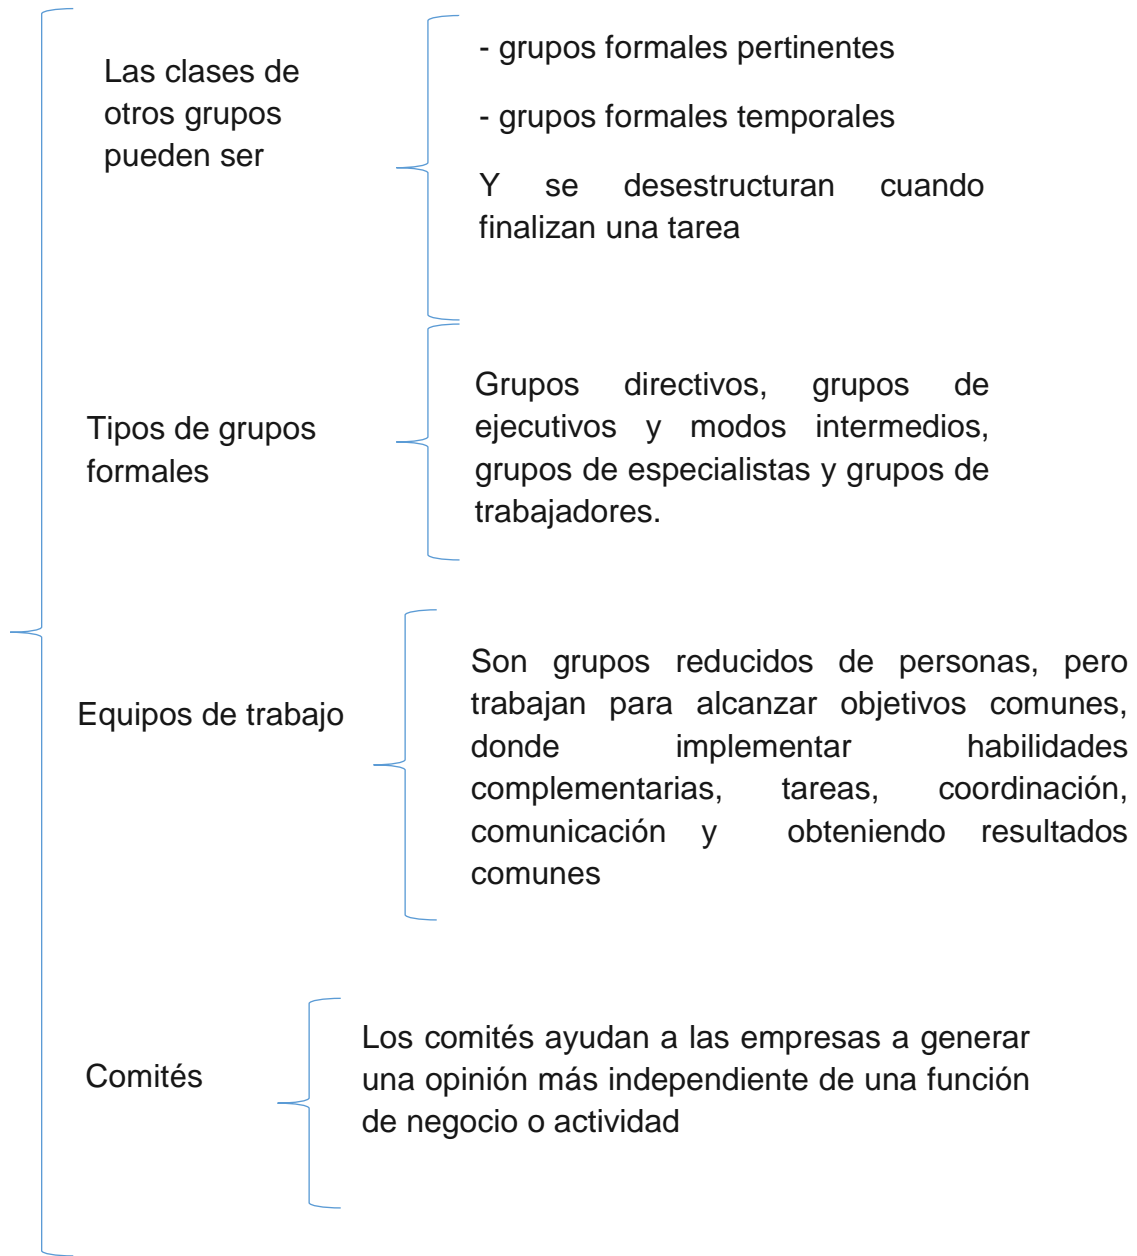 Las clases de
otros grupos
pueden ser
- grupos formales pertinentes
- grupos formales temporales
Y se desestructuran cuando
finalizan una tarea
Tipos de grupos
formales
Grupos directivos, grupos de
ejecutivos y modos intermedios,
grupos de especialistas y grupos de
trabajadores.
Equipos de trabajo
Son grupos reducidos de personas, pero
trabajan para alcanzar objetivos comunes,
donde implementar habilidades
complementarias, tareas, coordinación,
comunicación y obteniendo resultados
comunes
Comités
Los comités ayudan a las empresas a generar
una opinión más independiente de una función
de negocio o actividad